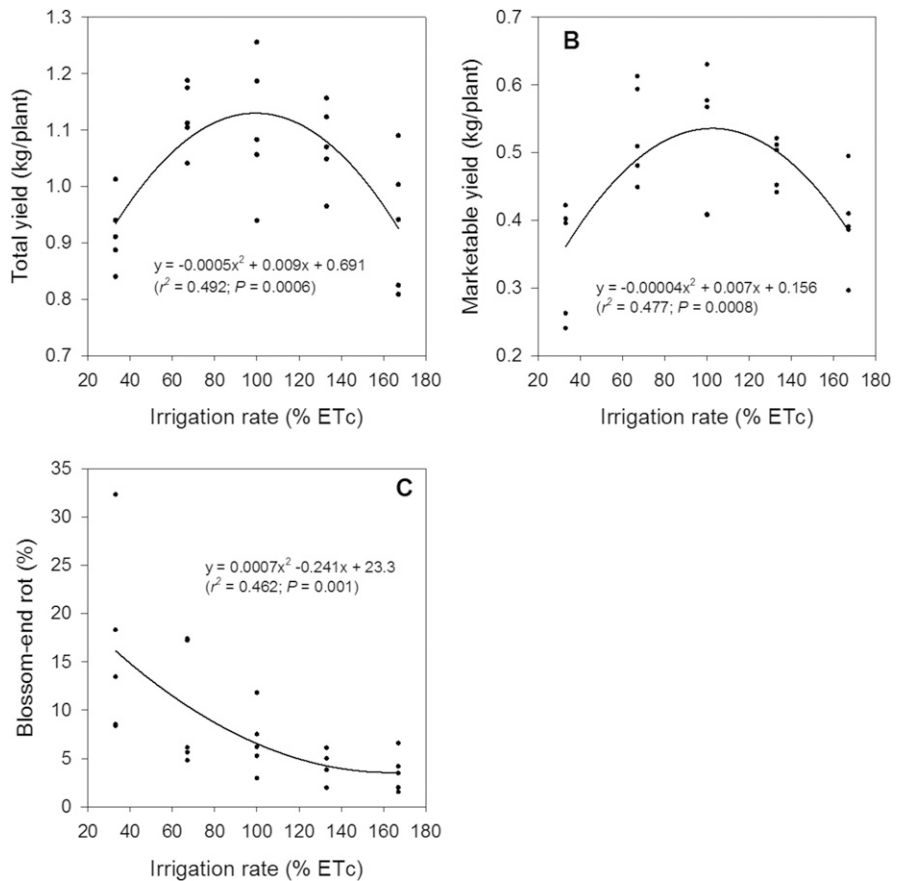 1.3
1.2
1.1
1.0
0.9
0.8
0.7
Total yield (kg/plant)
y = -0.0005x² + 0.009x + 0.691
(r² = 0.492; P = 0.0006)
20 40 60 80 100 120 140 160 180
Irrigation rate (% ETc)
B
0.7
0.6
0.5
0.4
0.3
0.2
Marketable yield (kg/plant)
y = -0.00004x² + 0.007x + 0.156
(r² = 0.477; P = 0.0008)
20 40 60 80 100 120 140 160 180
Irrigation rate (% ETc)
C
35
30
25
20
15
10
5
0
Blossom-end rot (%)
y = 0.0007x² -0.241x + 23.3
(r² = 0.462; P = 0.001)
20 40 60 80 100 120 140 160 180
Irrigation rate (% ETc)